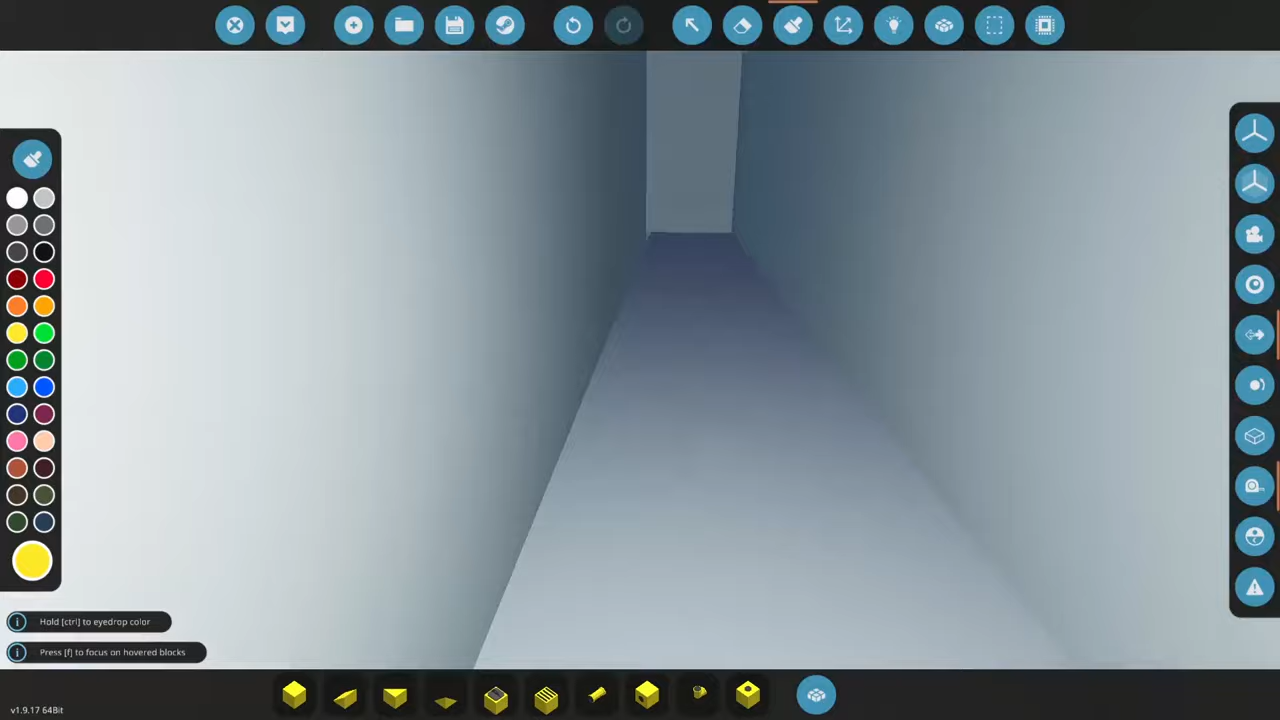 Hold [ctrl] to eyedrop color
Press [f] to focus on hovered blocks
v1.9.17 64Bit